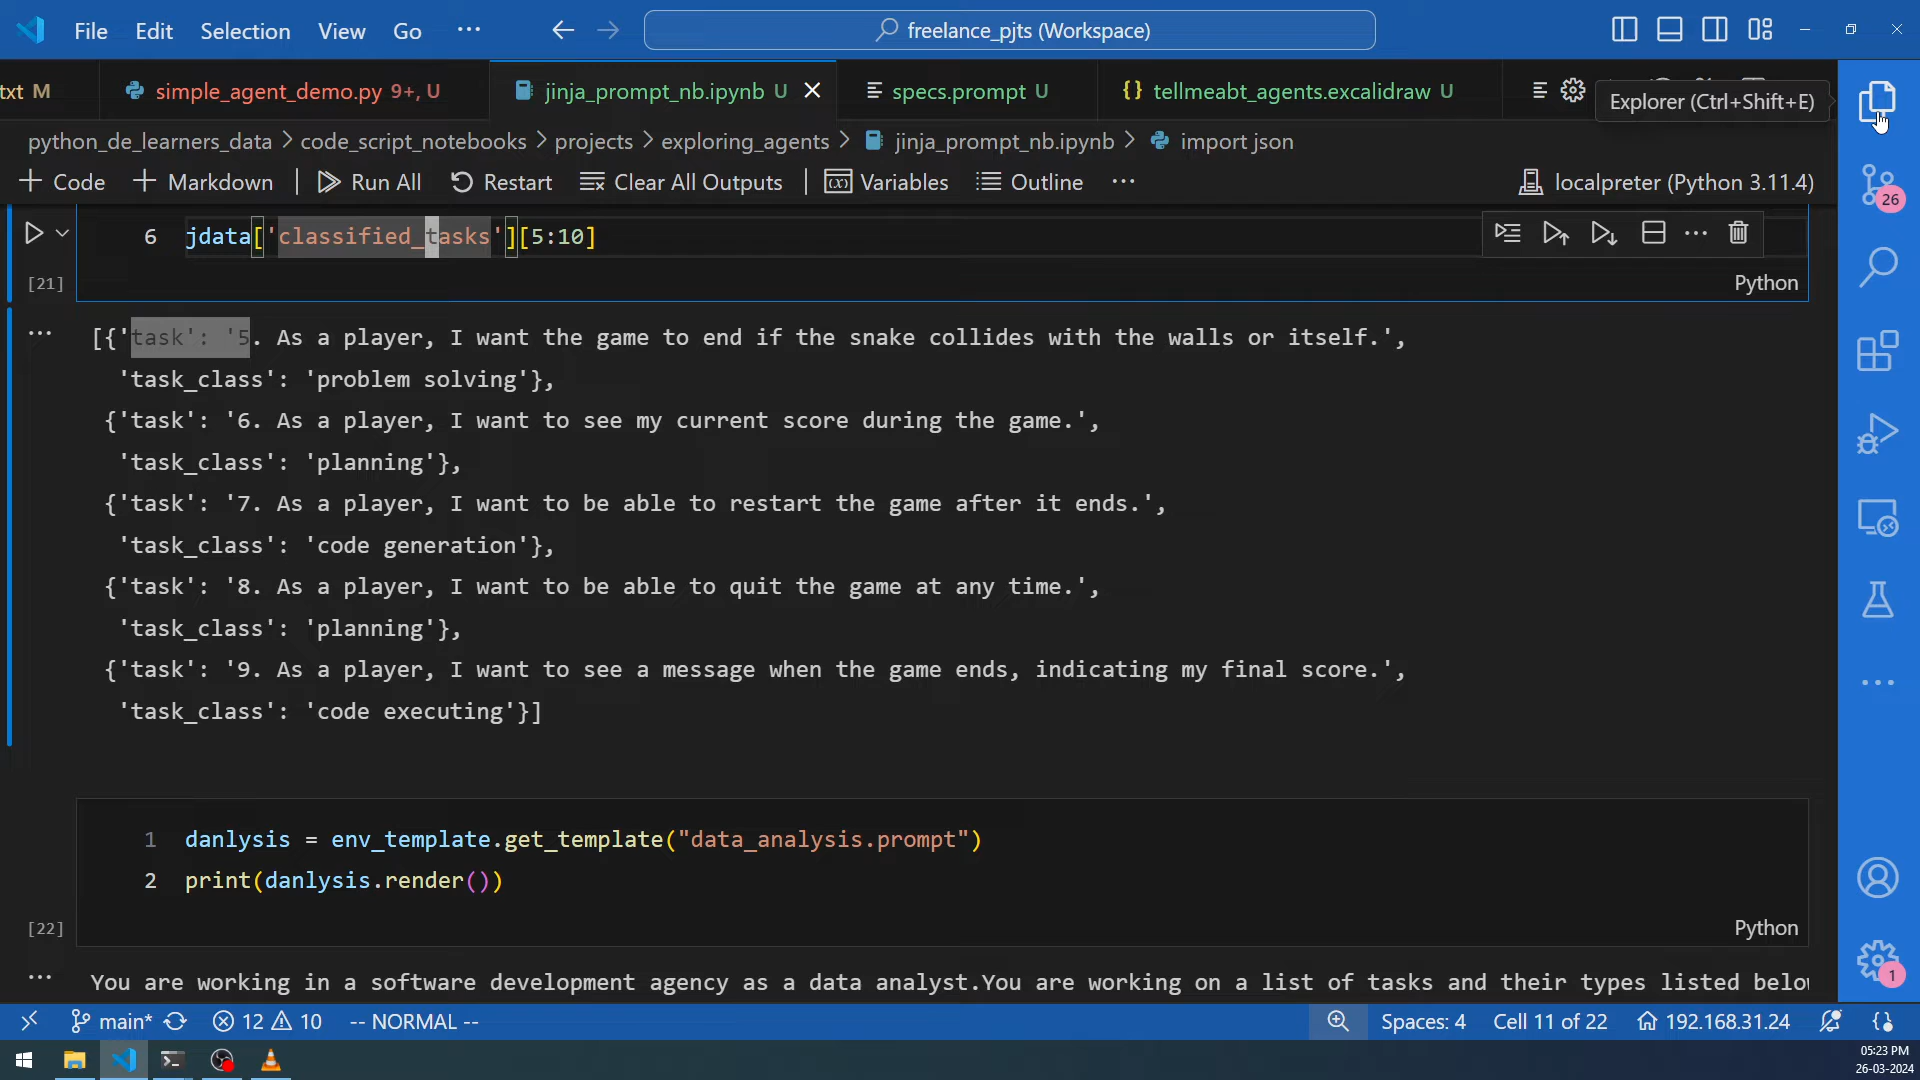 File Edit Selection View Go ··· freelance_pjts (Workspace)
txt M simple_agent_demo.py 9+, U jinja_prompt_nb.ipynb U specs.prompt U tellmeabt_agents.excalidraw U Explorer (Ctrl+Shift+E)
python_de_learners_data > code_script_notebooks > projects > exploring_agents > jinja_prompt_nb.ipynb > import json
+ Code + Markdown Run All Restart Clear All Outputs Variables Outline ··· localpreter (Python 3.11.4)
26
6 jdata['classified_tasks'][5:10]
[21] Python
[{'task': '5. As a player, I want the game to end if the snake collides with the walls or itself.',
'task_class': 'problem solving'},
{'task': '6. As a player, I want to see my current score during the game.',
'task_class': 'planning'},
{'task': '7. As a player, I want to be able to restart the game after it ends.',
'task_class': 'code generation'},
{'task': '8. As a player, I want to be able to quit the game at any time.',
'task_class': 'planning'},
{'task': '9. As a player, I want to see a message when the game ends, indicating my final score.',
'task_class': 'code executing'}]
1 danlysis = env_template.get_template("data_analysis.prompt")
2 print(danlysis.render())
[22] Python
You are working in a software development agency as a data analyst.You are working on a list of tasks and their types listed
1
main* 12 10 -- NORMAL -- Spaces: 4 Cell 11 of 22 192.168.31.24
05:23 PM
26-03-2024